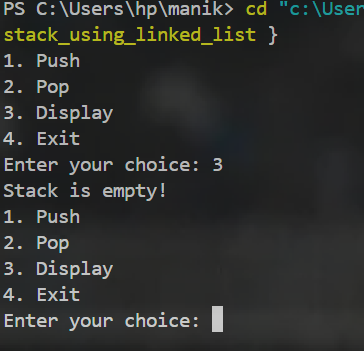 PS C:\Users\hp\manik> cd "c:\User
stack_using_linked_list }
1. Push
2. Pop
3. Display
4. Exit
Enter your choice: 3
Stack is empty!
1. Push
2. Pop
3. Display
4. Exit
Enter your choice: